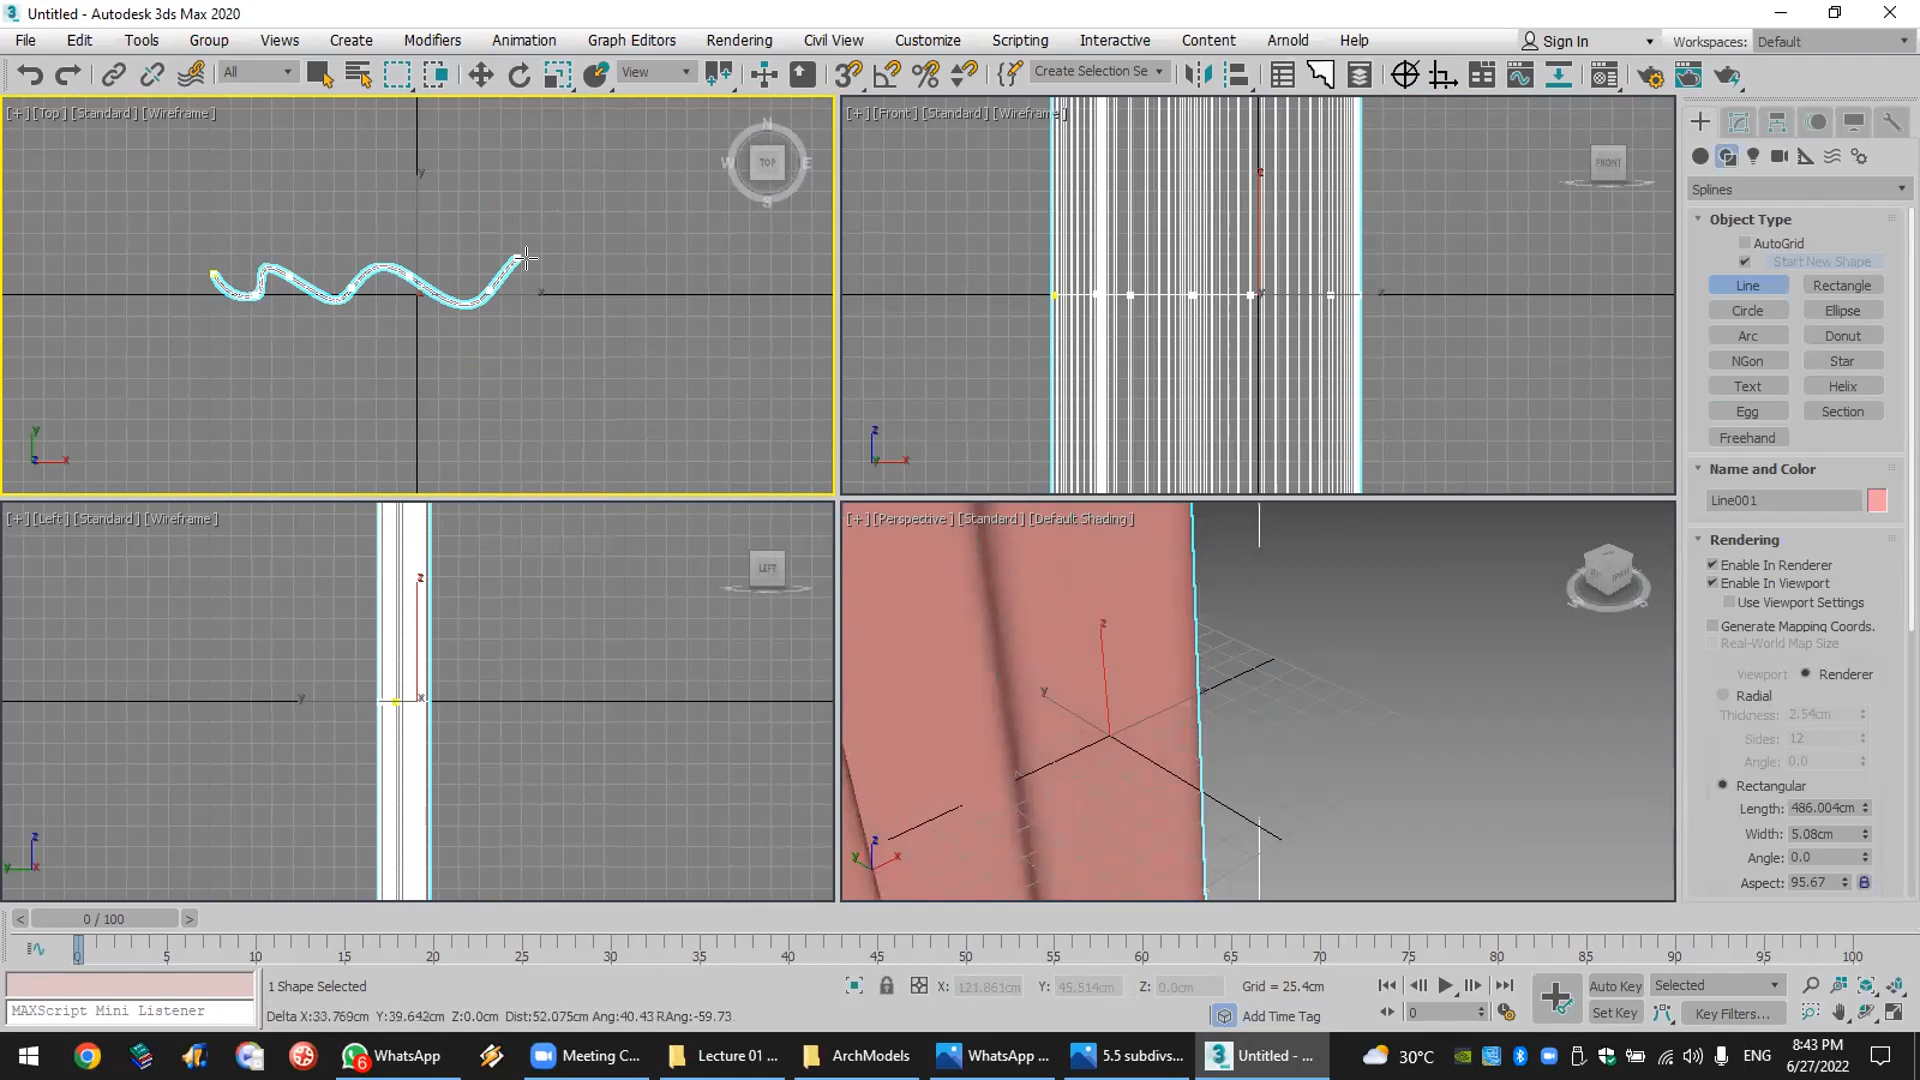 Untitled - Autodesk 3ds Max 2020
File Edit Tools Group Views Create Modifiers Animation Graph Editors Rendering Civil View Customize Scripting Interactive Content Arnold Help Sign In Workspaces: Default
All View Create Selection Se
[+] [Top] [Standard] [Wireframe]
N
W TOP E
S
y
x
y
z x
[+] [Front] [Standard] [Wireframe]
FRONT
z
y x
z
y x
[+] [Left] [Standard] [Wireframe]
LEFT
z
y x
z
y x
[+] [Perspective] [Standard] [Default Shading]
z
y x
z
y x
Splines
Object Type
AutoGrid
Start New Shape
Line Rectangle
Circle Ellipse
Arc Donut
NGon Star
Text Helix
Egg Section
Freehand
Name and Color
Line001
Rendering
Enable In Renderer
Enable In Viewport
Use Viewport Settings
Generate Mapping Coords.
Real-World Map Size
Viewport Renderer
Radial
Thickness: 2.54cm
Sides: 12
Angle: 0.0
Rectangular
Length: 486.004cm
Width: 5.08cm
Angle: 0.0
Aspect: 95.67
< 0 / 100 >
0 5 10 15 20 25 30 35 40 45 50 55 60 65 70 75 80 85 90 95 100
1 Shape Selected X: 121.861cm Y: 45.514cm Z: 0.0cm Grid = 25.4cm Auto Key Selected
MAXScript Mini Listener Delta X:33.769cm Y:39.642cm Z:0.0cm Dist:52.075cm Ang:40.43 RAng:-59.73 Add Time Tag 0 Set Key Key Filters...
6 WhatsApp Meeting C... Lecture 01 ... ArchModels WhatsApp ... 5.5 subdivs... 3 Untitled - ... 30°C ENG 8:43 PM
6/27/2022